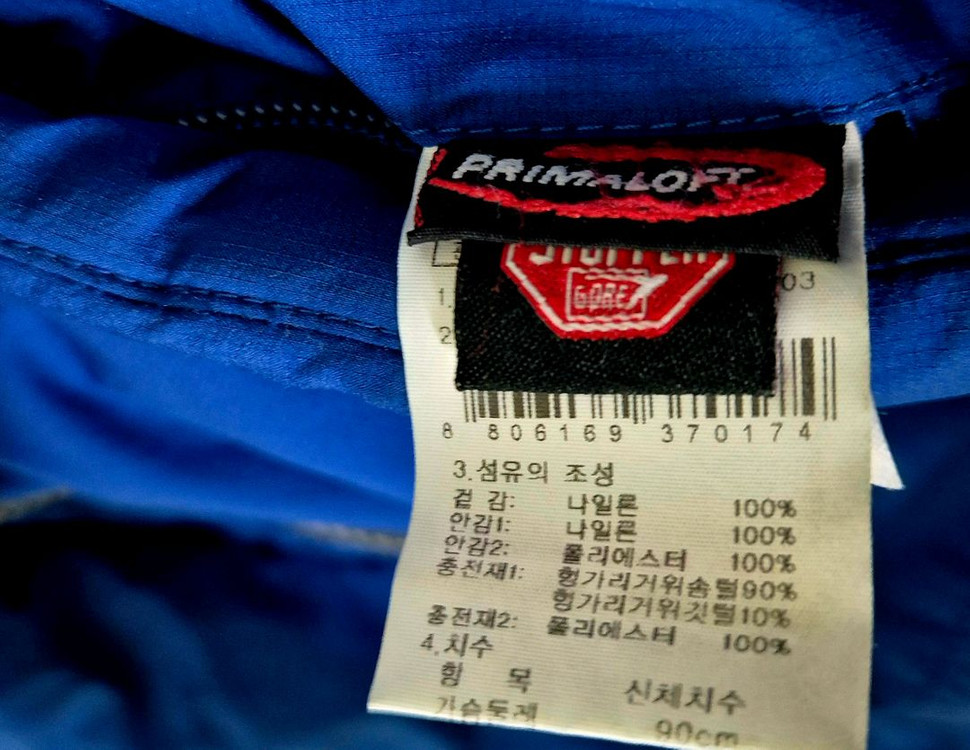 PRIMALOFT
STOPPER
GORE
03
1.
2
8 806169 370174
3.섬유의 조성
겉 감: 나일론 100%
안감1: 나일론 100%
안감2: 폴리에스터 100%
충전재1: 헝가리거위솜털90%
헝가리거위깃털10%
충전재2: 폴리에스터 100%
4.치수
항 목 신체치수
가슴둘레 90cm